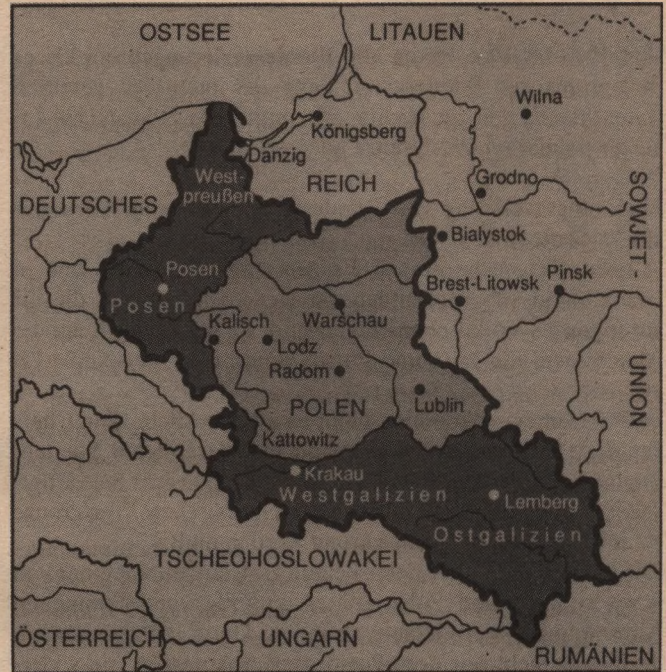 OSTSEE
LITAUEN
Wilna
Königsberg
Danzig
West-
preußen
REICH
Grodno
DEUTSCHES
SOWJET-
UNION
Bialystok
Posen
Posen
Brest-Litowsk
Pinsk
Kalisch
Warschau
Lodz
Radom
POLEN
Lublin
Kattowitz
Krakau
Westgalizien
Lemberg
Ostgalizien
TSCHEOHOSLOWAKEI
ÖSTERREICH
UNGARN
RUMÄNIEN